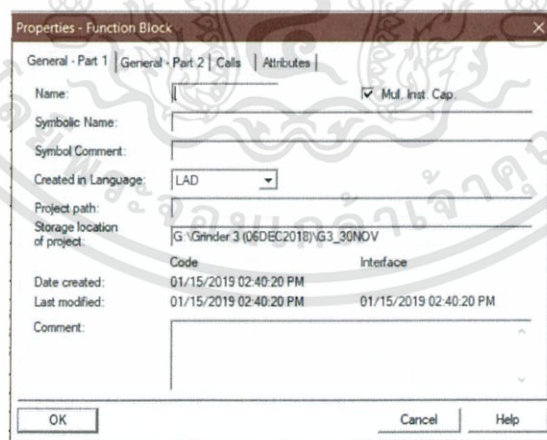 Properties - Function Block
General - Part 1 General - Part 2 Calls Attributes
Name: Mul. Inst. Cap.
Symbolic Name:
Symbol Comment:
Created in Language: LAD
Project path:
Storage location
of project: G:\Grinder 3 (06DEC2018)\G3_30NOV
Code Interface
Date created: 01/15/2019 02:40:20 PM
Last modified: 01/15/2019 02:40:20 PM 01/15/2019 02:40:20 PM
Comment:
OK Cancel Help